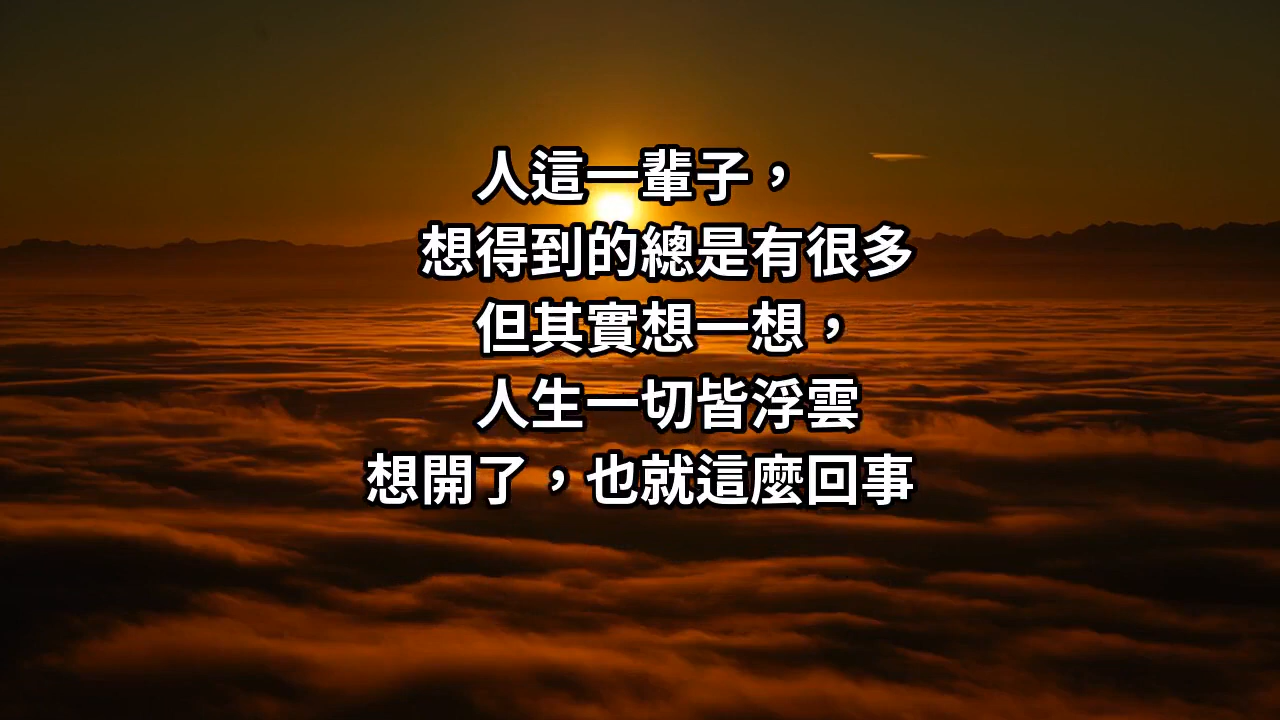 人這一輩子，
想得到的總是有很多
但其實想一想，
人生一切皆浮雲
想開了，也就這麼回事